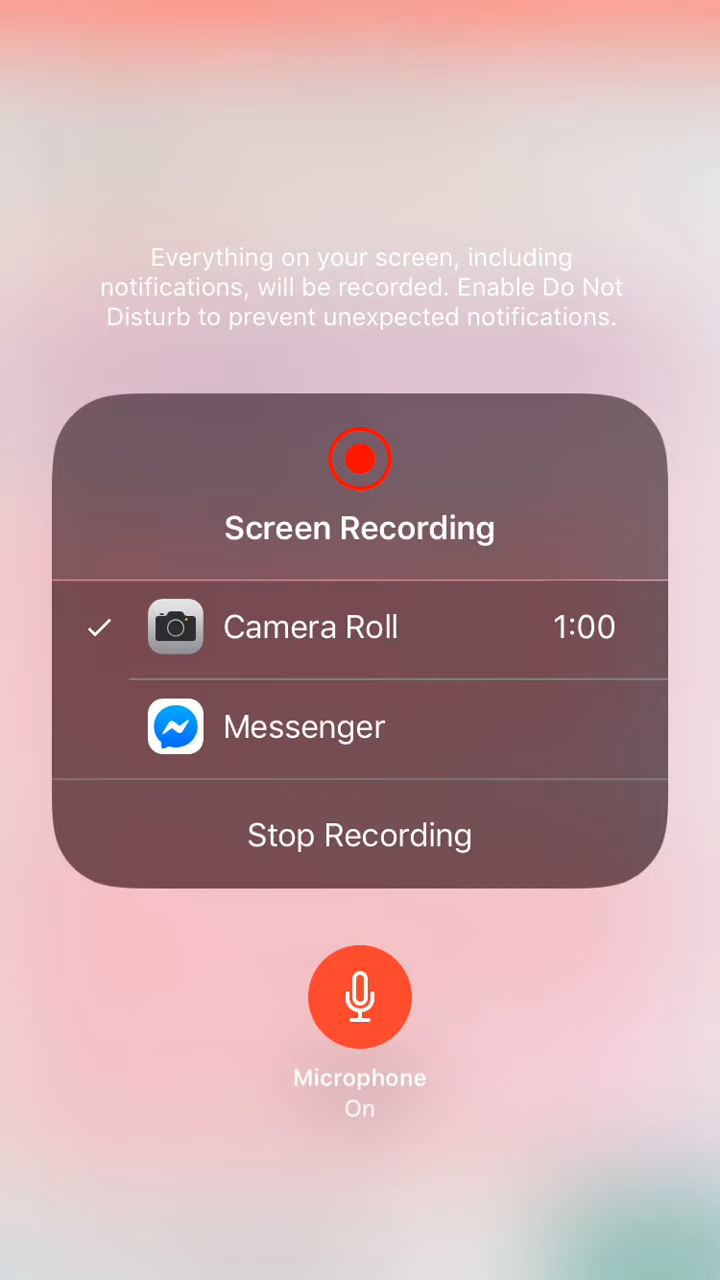 Everything on your screen, including
notifications, will be recorded. Enable Do Not
Disturb to prevent unexpected notifications.
Screen Recording
Camera Roll 1:00
Messenger
Stop Recording
Microphone
On